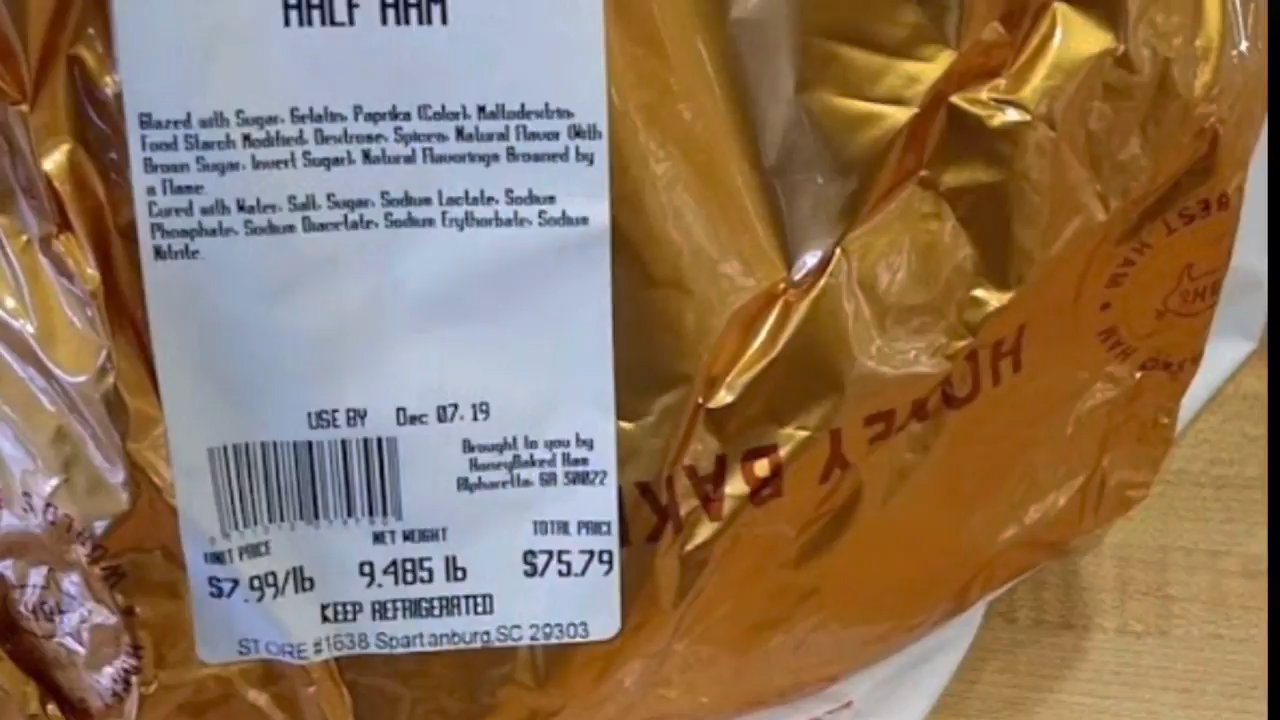 HALF HAM
Glazed with Sugar, Gelatin, Paprika (Color), Maltodextrin,
Food Starch Modified, Dextrose, Spices, Natural Flavor (With
Brown Sugar, Invert Sugar), Natural Flavorings Browned by
a Flame.
Cured with Water, Salt, Sugar, Sodium Lactate, Sodium
Phosphate, Sodium Diacetate, Sodium Erythorbate, Sodium
Nitrite.
USE BY Dec 07, 19
Brought to you by
HoneyBaked Ham
Alpharetta, GA 30022
UNIT PRICE NET WEIGHT TOTAL PRICE
$7.99/lb 9.485 lb $75.79
KEEP REFRIGERATED
STORE #1638 Spartanburg,SC 29303
HONEY BAK
BEST HAM •
HAM